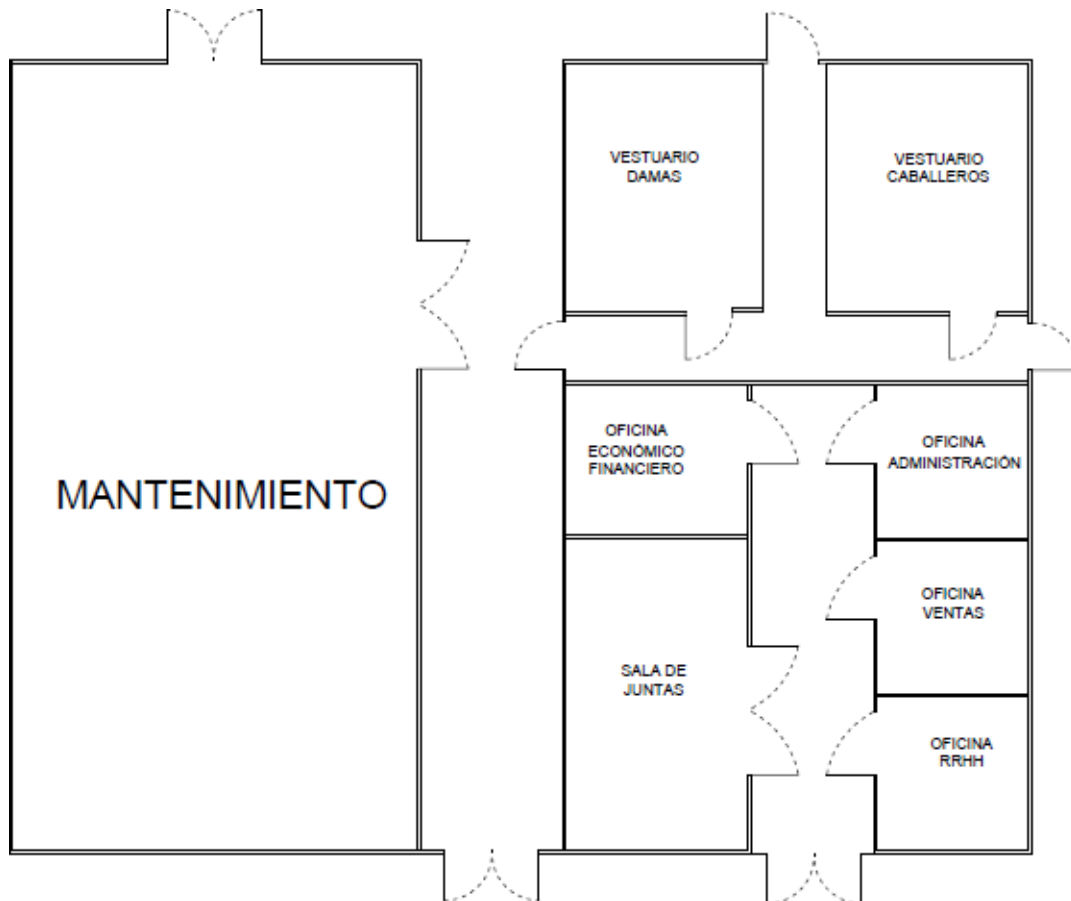 VESTUARIO
DAMAS
VESTUARIO
CABALLEROS
OFICINA
ECONÓMICO
FINANCIERO
OFICINA
ADMINISTRACIÓN
MANTENIMIENTO
OFICINA
VENTAS
SALA DE
JUNTAS
OFICINA
RRHH